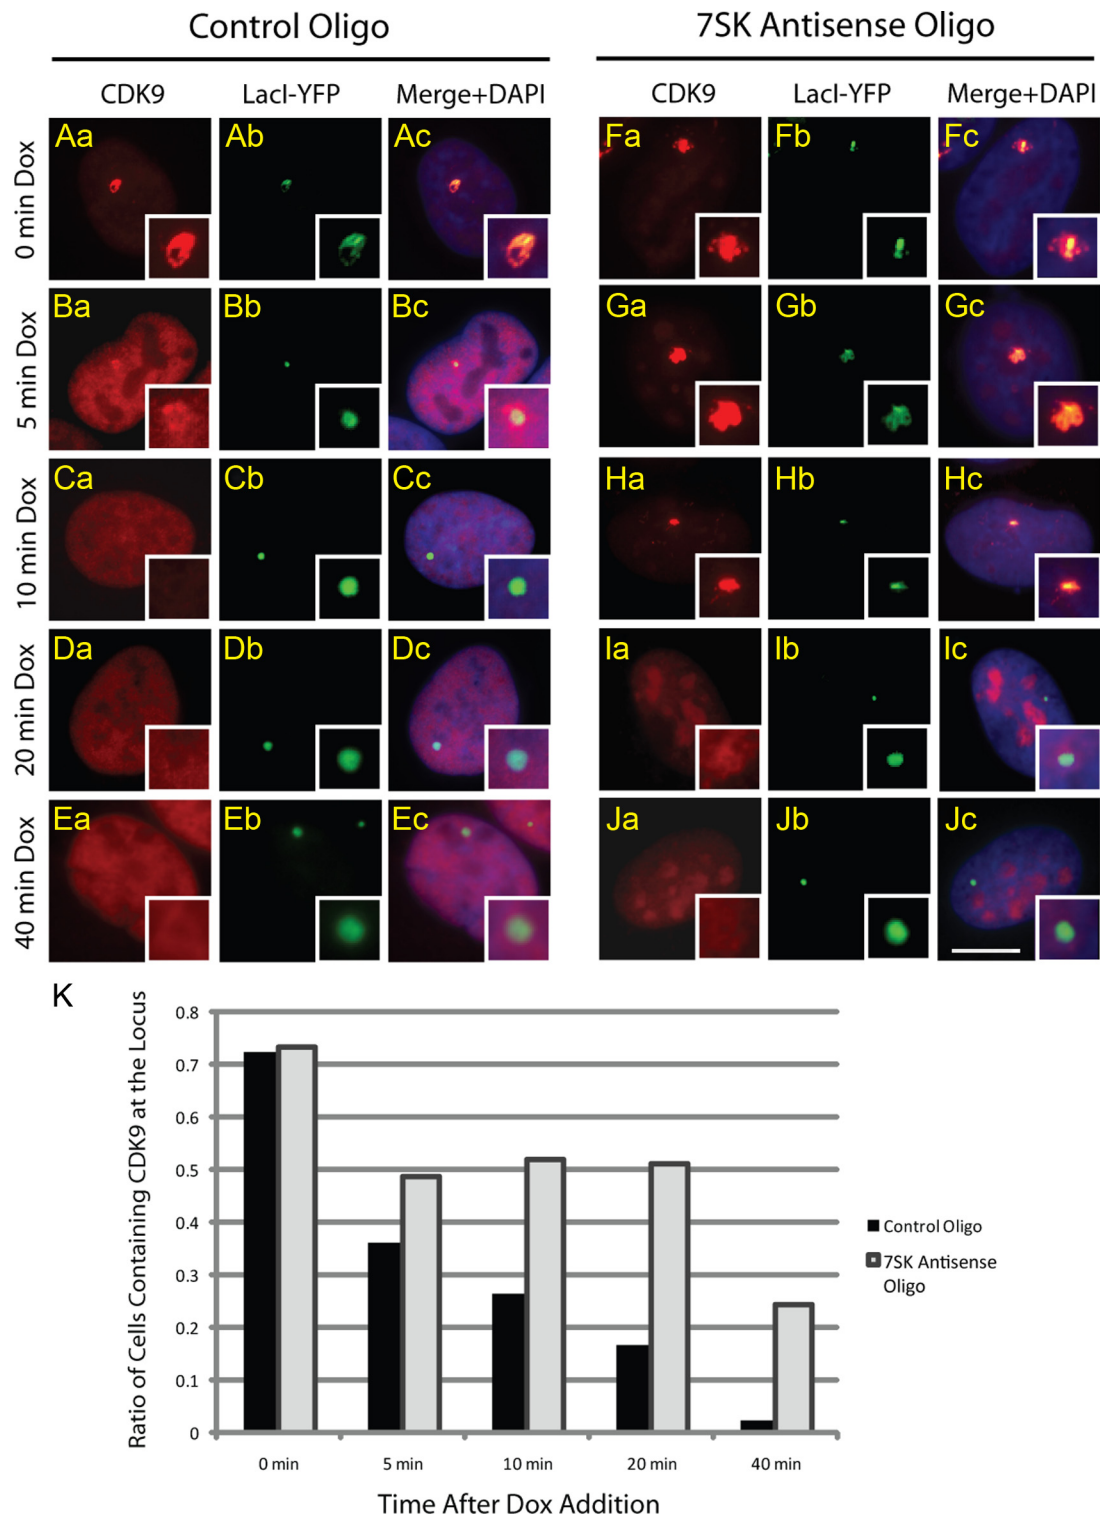 Control Oligo
7SK Antisense Oligo
CDK9 LacI-YFP Merge+DAPI
CDK9 LacI-YFP Merge+DAPI
0 min Dox
Aa Ab Ac
Fa Fb Fc
5 min Dox
Ba Bb Bc
Ga Gb Gc
10 min Dox
Ca Cb Cc
Ha Hb Hc
20 min Dox
Da Db Dc
Ia Ib Ic
40 min Dox
Ea Eb Ec
Ja Jb Jc
K
Ratio of Cells Containing CDK9 at the Locus
0.8
0.7
0.6
0.5
0.4
0.3
0.2
0.1
0
0 min 5 min 10 min 20 min 40 min
Time After Dox Addition
Control Oligo
7SK Antisense
Oligo